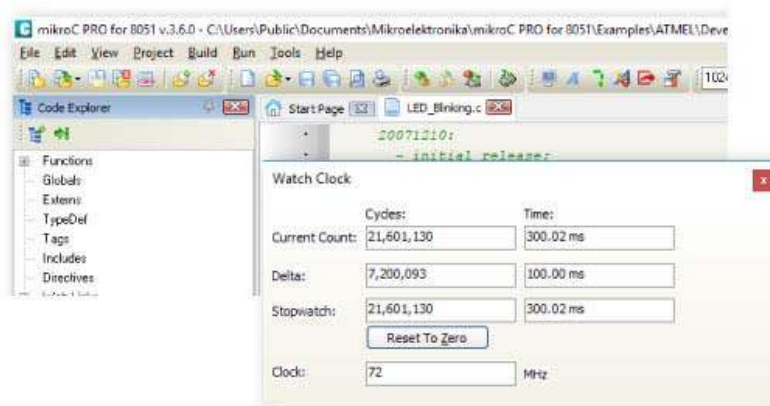 mikroC PRO for 8051 v.3.6.0 - C:\Users\Public\Documents\Mikroelektronika\mikroC PRO for 8051\Examples\ATMEL\Deve
File Edit View Project Build Run Tools Help
1024
Code Explorer
Start Page LED_Blinking.c
20071210:
- initial release;
Functions
Globals
Externs
TypeDef
Tags
Includes
Directives
Watch Clock
Cycles: Time:
Current Count: 21,601,130 300.02 ms
Delta: 7,200,093 100.00 ms
Stopwatch: 21,601,130 300.02 ms
Reset To Zero
Clock: 72 MHz